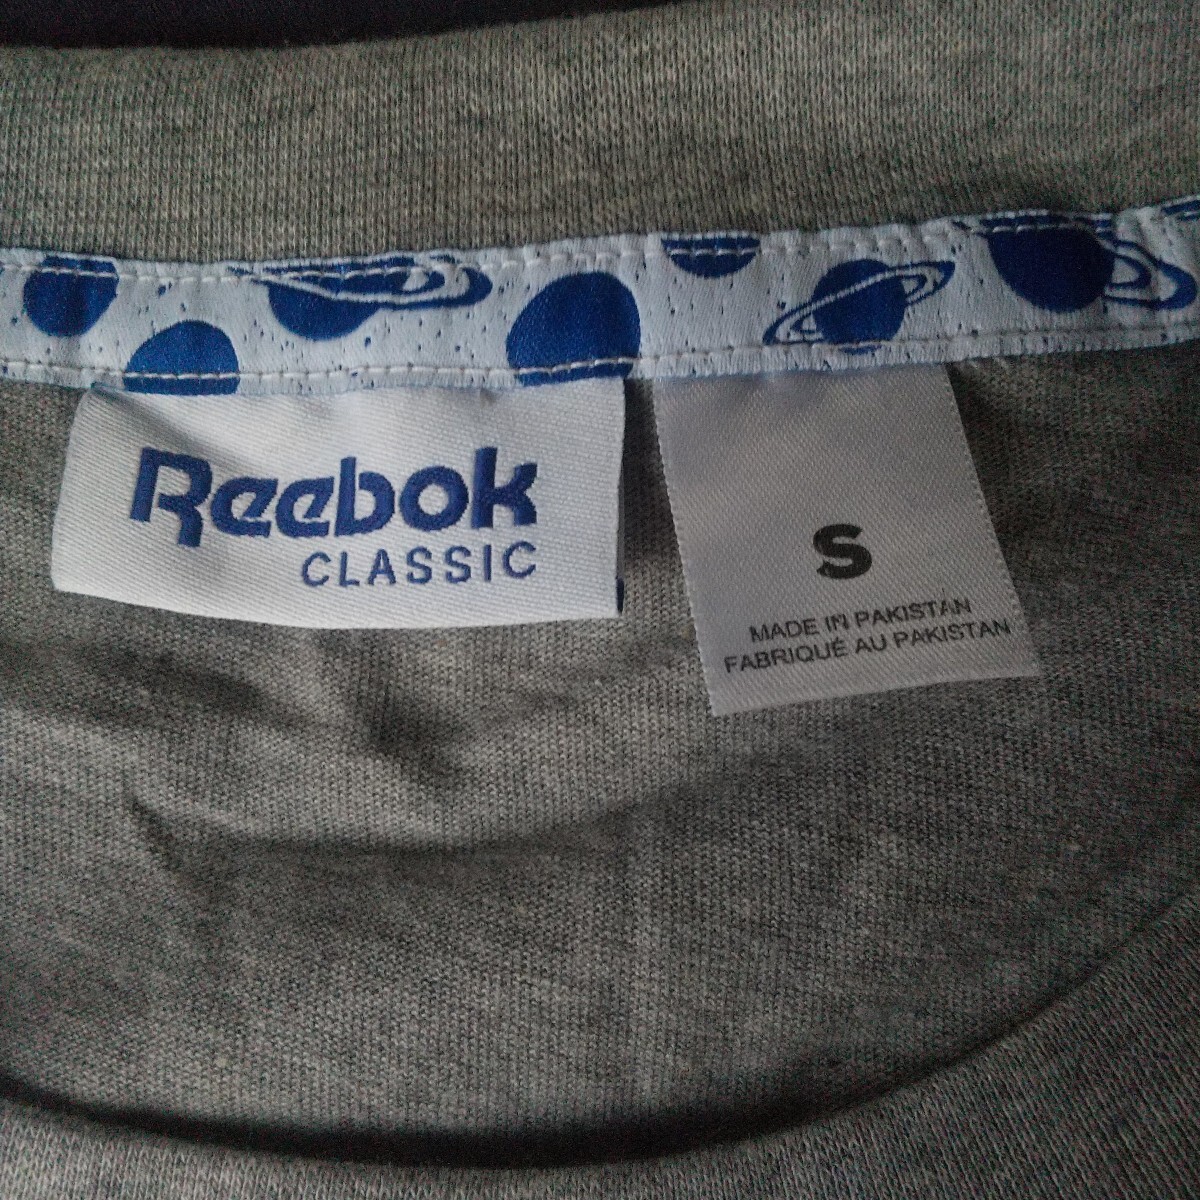 Reebok
CLASSIC
S
MADE IN PAKISTAN
FABRIQUÉ AU PAKISTAN